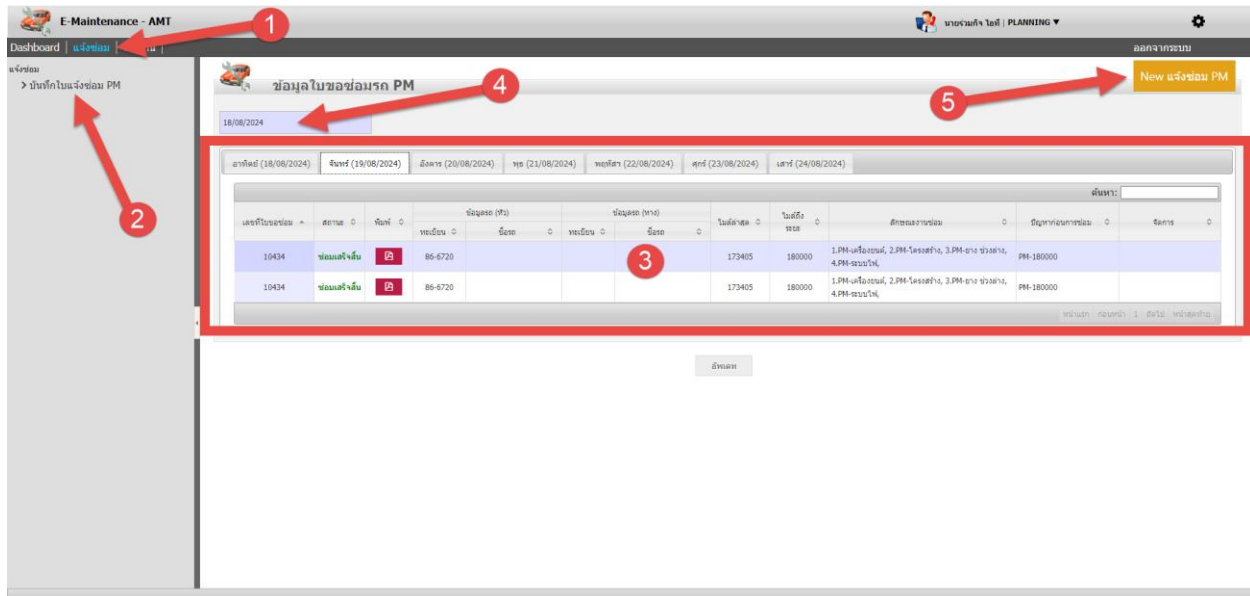 E-Maintenance - AMT
นายร่วมกิจ ไอที | PLANNING ▼
1
Dashboard | แจ้งซ่อม |
ออกจากระบบ
แจ้งซ่อม
บันทึกใบแจ้งซ่อม PM
2
ข้อมูลใบขอซ่อมรถ PM
4
5
New แจ้งซ่อม PM
18/08/2024
อาทิตย์ (18/08/2024) จันทร์ (19/08/2024) อังคาร (20/08/2024) พุธ (21/08/2024) พฤหัสฯ (22/08/2024) ศุกร์ (23/08/2024) เสาร์ (24/08/2024)
ค้นหา:
ข้อมูลรถ (หัว) ข้อมูลรถ (หาง)
เลขที่ใบขอซ่อม สถานะ พิมพ์ ทะเบียน ชื่อรถ ทะเบียน ชื่อรถ ไมล์ล่าสุด ไมล์ถึงระยะ ลักษณะงานซ่อม ปัญหาก่อนการซ่อม จัดการ
10434 ซ่อมเสร็จสิ้น 86-6720 173405 180000 1.PM-เครื่องยนต์, 2.PM-โครงสร้าง, 3.PM-ยาง ช่วงล่าง, PM-180000
4.PM-ระบบไฟ,
3
10434 ซ่อมเสร็จสิ้น 86-6720 173405 180000 1.PM-เครื่องยนต์, 2.PM-โครงสร้าง, 3.PM-ยาง ช่วงล่าง, PM-180000
4.PM-ระบบไฟ,
หน้าแรก ก่อนหน้า 1 ถัดไป หน้าสุดท้าย
อัพเดท